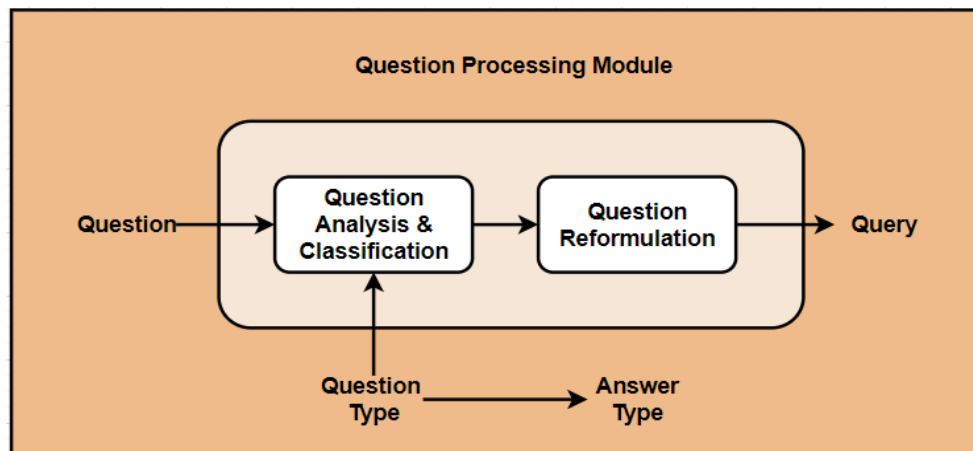 Question Processing Module
Question
Question
Analysis &
Classification
Question
Reformulation
Query
Question
Type
Answer
Type